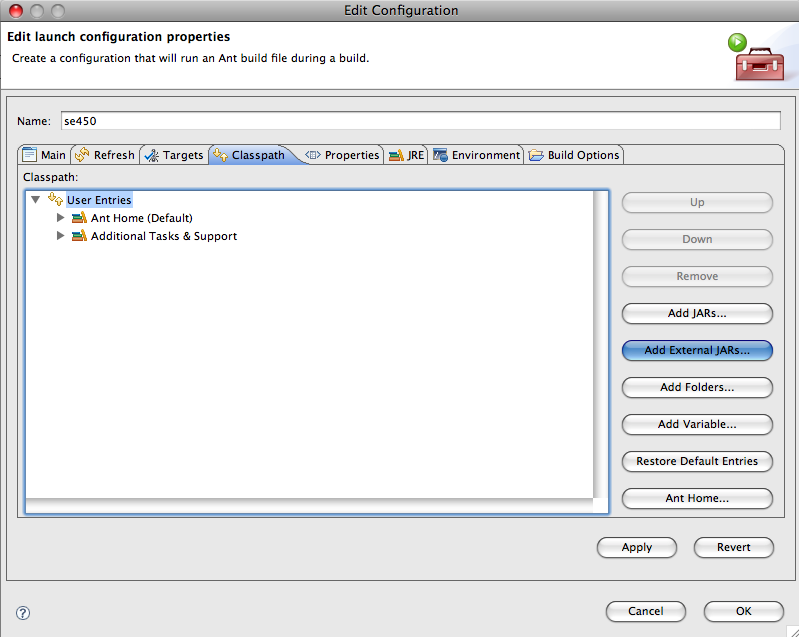 Edit Configuration
Edit launch configuration properties
Create a configuration that will run an Ant build file during a build.
Name: se450
Main Refresh Targets Classpath Properties JRE Environment Build Options
Classpath:
User Entries
Ant Home (Default)
Additional Tasks & Support
Up
Down
Remove
Add JARs...
Add External JARs...
Add Folders...
Add Variable...
Restore Default Entries
Ant Home...
Apply Revert
? Cancel OK